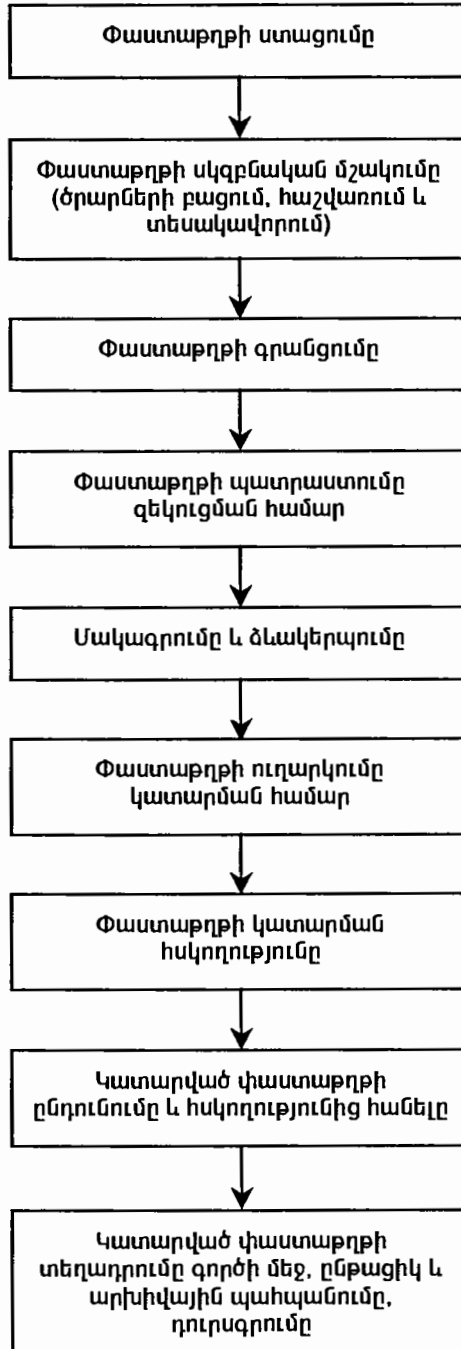 Փաստաթղթի ստացումը
Փաստաթղթի սկզբնական մշակումը
(ծրարների բացում, հաշվառում և
տեսակավորում)
Փաստաթղթի գրանցումը
Փաստաթղթի պատրաստումը
զեկուցման համար
Մակագրումը և ձևակերպումը
Փաստաթղթի ուղարկումը
կատարման համար
Փաստաթղթի կատարման
հսկողությունը
Կատարված փաստաթղթի
ընդունումը և հսկողությունից հանելը
Կատարված փաստաթղթի
տեղադրումը գործի մեջ, ընթացիկ և
արխիվային պահպանումը,
դուրսգրումը